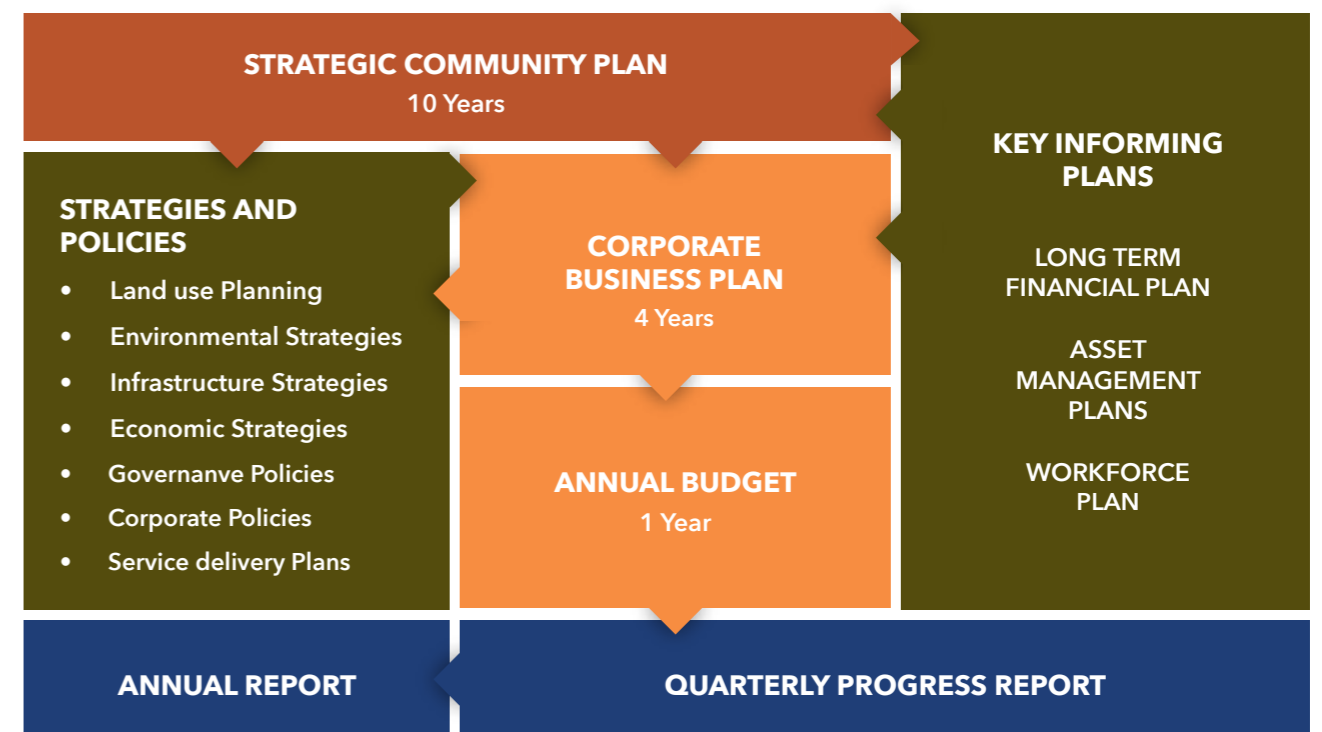 STRATEGIC COMMUNITY PLAN
10 Years
STRATEGIES AND
POLICIES
• Land use Planning
• Environmental Strategies
• Infrastructure Strategies
• Economic Strategies
• Governanve Policies
• Corporate Policies
• Service delivery Plans
CORPORATE
BUSINESS PLAN
4 Years
ANNUAL BUDGET
1 Year
KEY INFORMING
PLANS
LONG TERM
FINANCIAL PLAN
ASSET
MANAGEMENT
PLANS
WORKFORCE
PLAN
ANNUAL REPORT
QUARTERLY PROGRESS REPORT